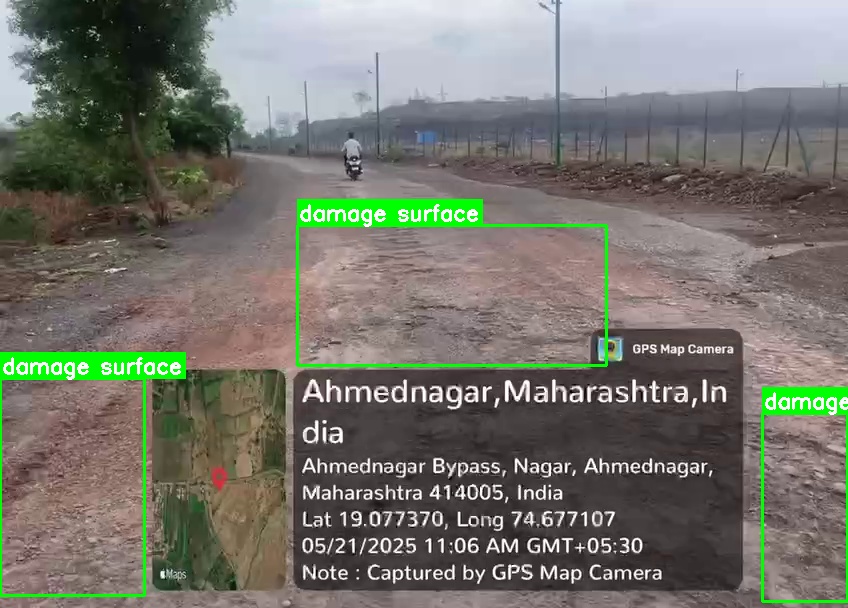 damage surface
damage surface
damage
GPS Map Camera
Ahmednagar,Maharashtra,In
dia
Ahmednagar Bypass, Nagar, Ahmednagar,
Maharashtra 414005, India
Lat 19.077370, Long 74.677107
05/21/2025 11:06 AM GMT+05:30
Note : Captured by GPS Map Camera
Maps